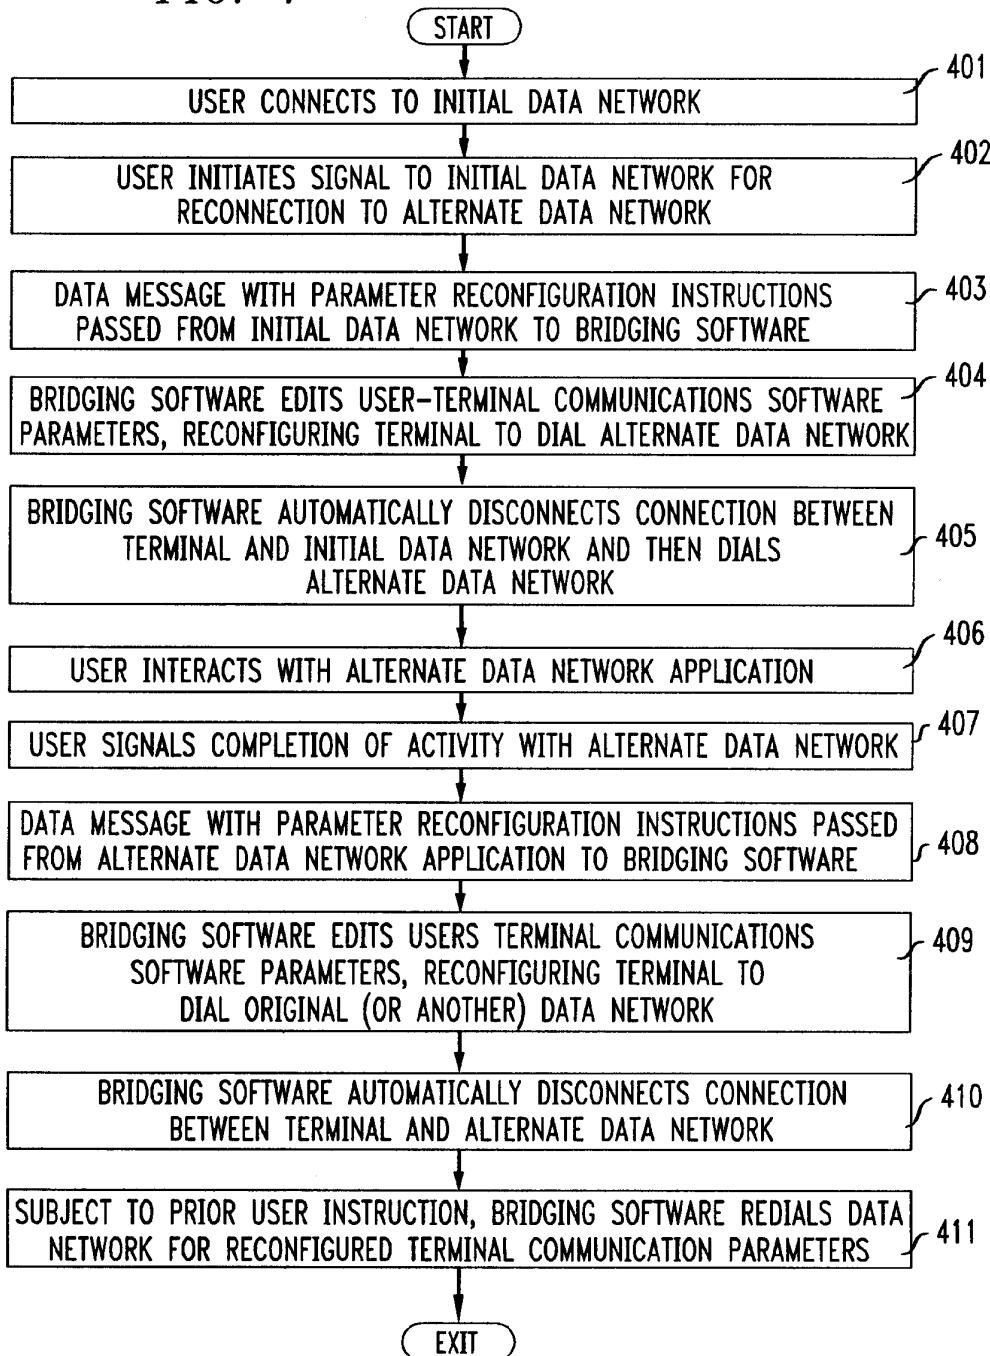 START
401
USER CONNECTS TO INITIAL DATA NETWORK
402
USER INITIATES SIGNAL TO INITIAL DATA NETWORK FOR
RECONNECTION TO ALTERNATE DATA NETWORK
403
DATA MESSAGE WITH PARAMETER RECONFIGURATION INSTRUCTIONS
PASSED FROM INITIAL DATA NETWORK TO BRIDGING SOFTWARE
404
BRIDGING SOFTWARE EDITS USER-TERMINAL COMMUNICATIONS SOFTWARE
PARAMETERS, RECONFIGURING TERMINAL TO DIAL ALTERNATE DATA NETWORK
BRIDGING SOFTWARE AUTOMATICALLY DISCONNECTS CONNECTION BETWEEN
TERMINAL AND INITIAL DATA NETWORK AND THEN DIALS
ALTERNATE DATA NETWORK
405
406
USER INTERACTS WITH ALTERNATE DATA NETWORK APPLICATION
407
USER SIGNALS COMPLETION OF ACTIVITY WITH ALTERNATE DATA NETWORK
DATA MESSAGE WITH PARAMETER RECONFIGURATION INSTRUCTIONS PASSED
FROM ALTERNATE DATA NETWORK APPLICATION TO BRIDGING SOFTWARE
408
BRIDGING SOFTWARE EDITS USERS TERMINAL COMMUNICATIONS
SOFTWARE PARAMETERS, RECONFIGURING TERMINAL TO
DIAL ORIGINAL (OR ANOTHER) DATA NETWORK
409
BRIDGING SOFTWARE AUTOMATICALLY DISCONNECTS CONNECTION
BETWEEN TERMINAL AND ALTERNATE DATA NETWORK
410
SUBJECT TO PRIOR USER INSTRUCTION, BRIDGING SOFTWARE REDIALS DATA
NETWORK FOR RECONFIGURED TERMINAL COMMUNICATION PARAMETERS
411
EXIT